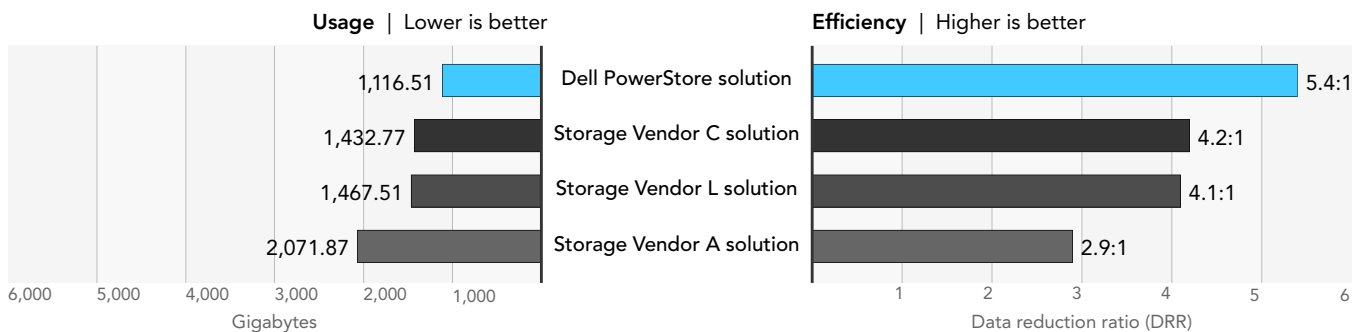 Usage | Lower is better
Efficiency | Higher is better
1,116.51
Dell PowerStore solution
5.4:1
1,432.77
Storage Vendor C solution
4.2:1
1,467.51
Storage Vendor L solution
4.1:1
2,071.87
Storage Vendor A solution
2.9:1
6,000 5,000 4,000 3,000 2,000 1,000
1 2 3 4 5 6
Gigabytes
Data reduction ratio (DRR)